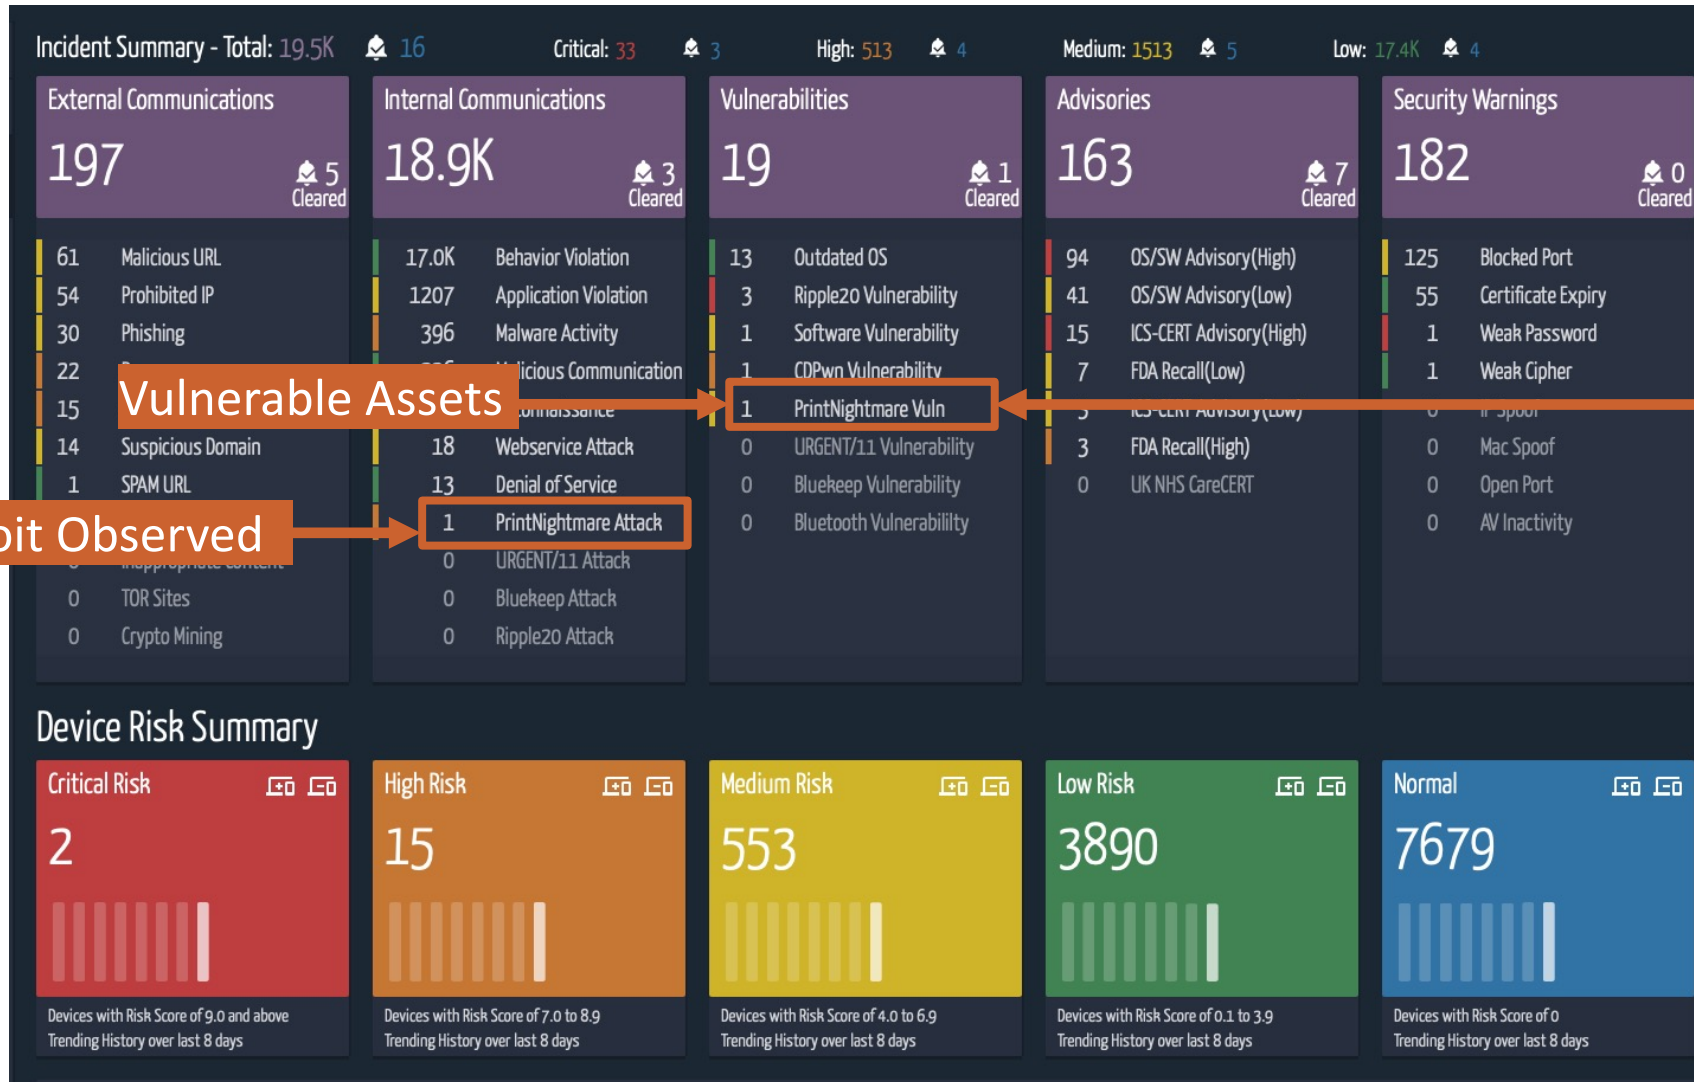 Incident Summary - Total: 19.5K 16 Critical: 33 3 High: 513 4 Medium: 1513 5 Low: 17.4K 4
External Communications
197
5
Cleared
61 Malicious URL
54 Prohibited IP
30 Phishing
22
15
14 Suspicious Domain
1 SPAM URL
0 TOR Sites
0 Crypto Mining
Internal Communications
18.9K
3
Cleared
17.0K Behavior Violation
1207 Application Violation
396 Malware Activity
Communication
18 Webservice Attack
13 Denial of Service
1 PrintNightmare Attack
0 URGENT/11 Attack
0 Bluekeep Attack
0 Ripple20 Attack
Vulnerabilities
19
1
Cleared
13 Outdated OS
3 Ripple20 Vulnerability
1 Software Vulnerability
1 CDPwn Vulnerability
1 PrintNightmare Vuln
0 URGENT/11 Vulnerability
0 Bluekeep Vulnerability
0 Bluetooth Vulnerabililty
Advisories
163
7
Cleared
94 OS/SW Advisory(High)
41 OS/SW Advisory(Low)
15 ICS-CERT Advisory(High)
7 FDA Recall(Low)
ICS-CERT Advisory(Low)
3 FDA Recall(High)
0 UK NHS CareCERT
Security Warnings
182
0
Cleared
125 Blocked Port
55 Certificate Expiry
1 Weak Password
1 Weak Cipher
0 IP Spoof
0 Mac Spoof
0 Open Port
0 AV Inactivity
Vulnerable Assets
oit Observed
Device Risk Summary
Critical Risk
2
Devices with Risk Score of 9.0 and above
Trending History over last 8 days
High Risk
15
Devices with Risk Score of 7.0 to 8.9
Trending History over last 8 days
Medium Risk
553
Devices with Risk Score of 4.0 to 6.9
Trending History over last 8 days
Low Risk
3890
Devices with Risk Score of 0.1 to 3.9
Trending History over last 8 days
Normal
7679
Devices with Risk Score of 0
Trending History over last 8 days